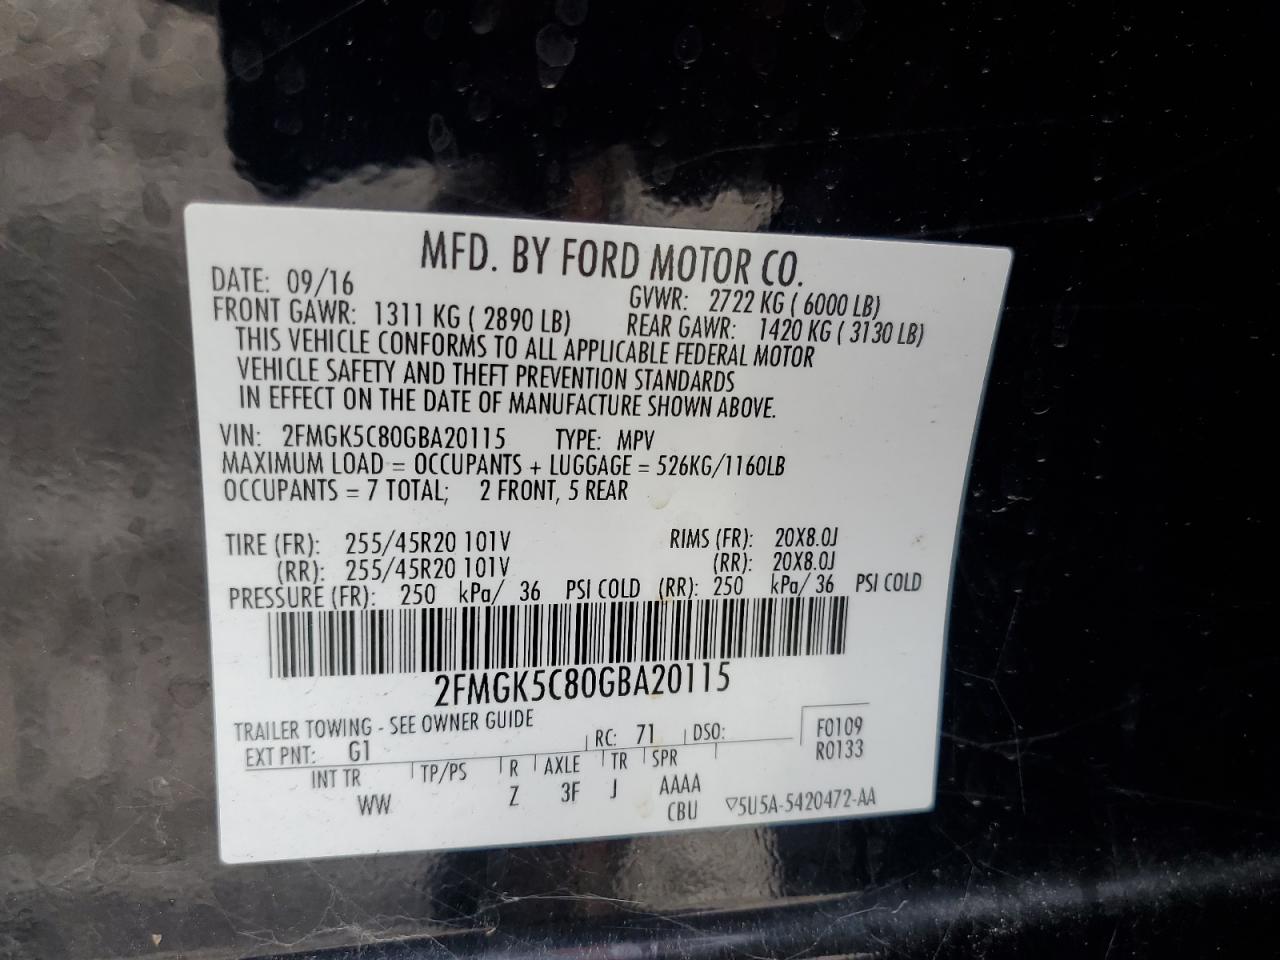 MFD. BY FORD MOTOR CO.
DATE: 09/16 GVWR: 2722 KG ( 6000 LB)
FRONT GAWR: 1311 KG ( 2890 LB) REAR GAWR: 1420 KG ( 3130 LB)
THIS VEHICLE CONFORMS TO ALL APPLICABLE FEDERAL MOTOR
VEHICLE SAFETY AND THEFT PREVENTION STANDARDS
IN EFFECT ON THE DATE OF MANUFACTURE SHOWN ABOVE.
VIN: 2FMGK5C80GBA20115 TYPE: MPV
MAXIMUM LOAD = OCCUPANTS + LUGGAGE = 526KG/1160LB
OCCUPANTS = 7 TOTAL; 2 FRONT, 5 REAR
TIRE (FR): 255/45R20 101V RIMS (FR): 20X8.0J
(RR): 255/45R20 101V (RR): 20X8.0J
PRESSURE (FR): 250 kPa/ 36 PSI COLD (RR): 250 kPa/ 36 PSI COLD
2FMGK5C80GBA20115
TRAILER TOWING - SEE OWNER GUIDE
EXT PNT: G1 RC: 71 DSO: F0109
R0133
INT TR TP/PS R AXLE TR SPR
WW Z 3F J AAAA
CBU ▽5U5A-5420472-AA